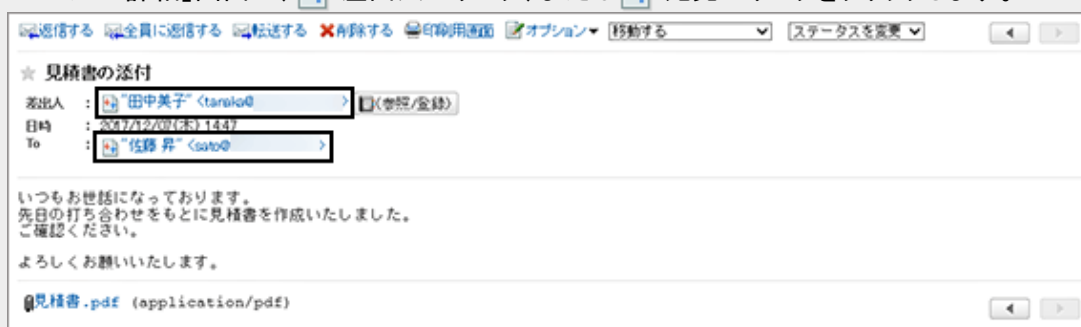 返信する 全員に返信する 転送する 削除する 印刷用画面 オプション▼ 移動する ステータスを変更
見積書の添付
差出人 : "田中美子" <tanaka@ > (参照/登録)
日時 : 2017/12/07(木) 14:47
To : "佐藤 昇" <sato@ >
いつもお世話になっております。
先日の打ち合わせをもとに見積書を作成いたしました。
ご確認ください。
よろしくお願いいたします。
見積書.pdf (application/pdf)